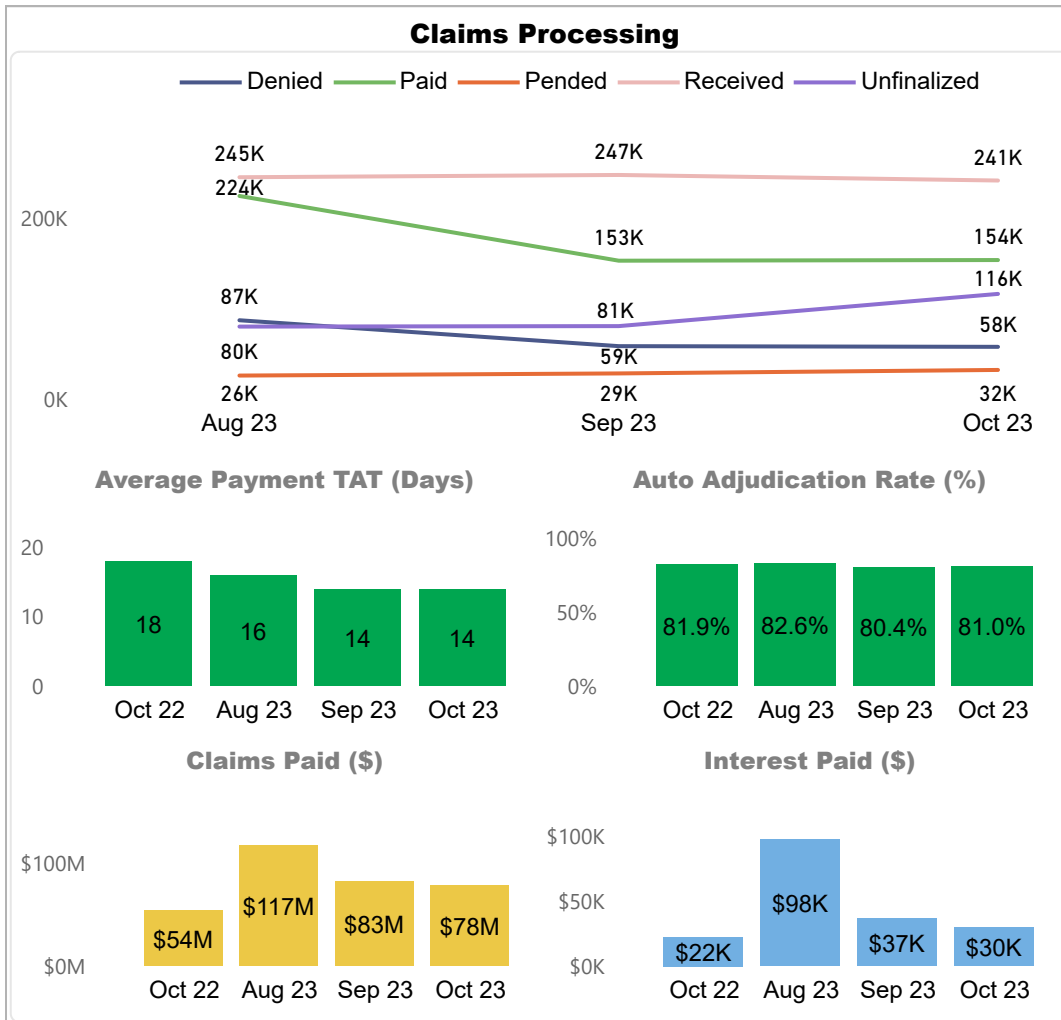 Claims Processing
Denied Paid Pended Received Unfinalized
245K 247K 241K
224K
200K
153K 154K
116K
87K 81K 58K
80K 59K
26K 29K 32K
0K
Aug 23 Sep 23 Oct 23
Average Payment TAT (Days)
20
10
0
18 16 14 14
Oct 22 Aug 23 Sep 23 Oct 23
Auto Adjudication Rate (%)
100%
50%
0%
81.9% 82.6% 80.4% 81.0%
Oct 22 Aug 23 Sep 23 Oct 23
Claims Paid ($)
$100M
$0M
$54M $117M $83M $78M
Oct 22 Aug 23 Sep 23 Oct 23
Interest Paid ($)
$100K
$50K
$0K
$22K $98K $37K $30K
Oct 22 Aug 23 Sep 23 Oct 23